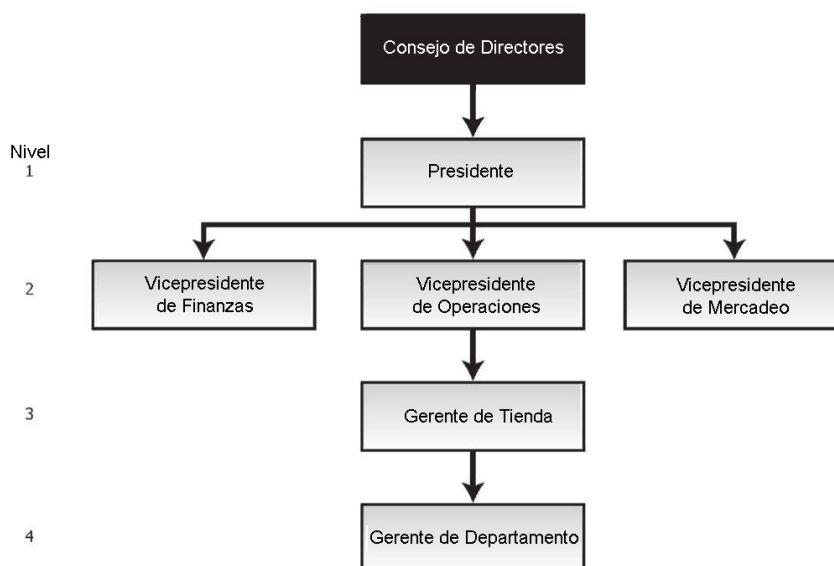 Consejo de Directores
Nivel
1
Presidente
2
Vicepresidente
de Finanzas
Vicepresidente
de Operaciones
Vicepresidente
de Mercadeo
3
Gerente de Tienda
4
Gerente de Departamento